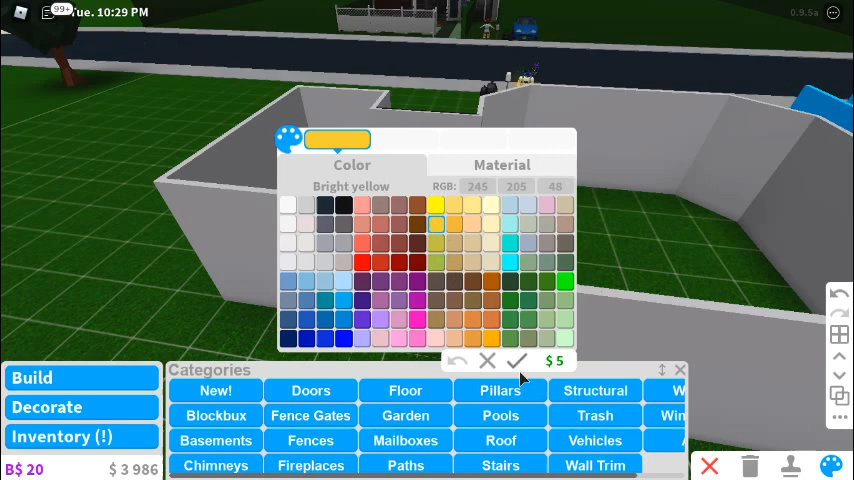 99+
Tue. 10:29 PM
0.9.5a
Color
Material
Bright yellow
RGB: 245 205 48
$ 5
Build
Decorate
Inventory (!)
B$ 20
$ 3 986
Categories
New! Doors Floor Pillars Structural W
Blockbux Fence Gates Garden Pools Trash Win
Basements Fences Mailboxes Roof Vehicles
Chimneys Fireplaces Paths Stairs Wall Trim